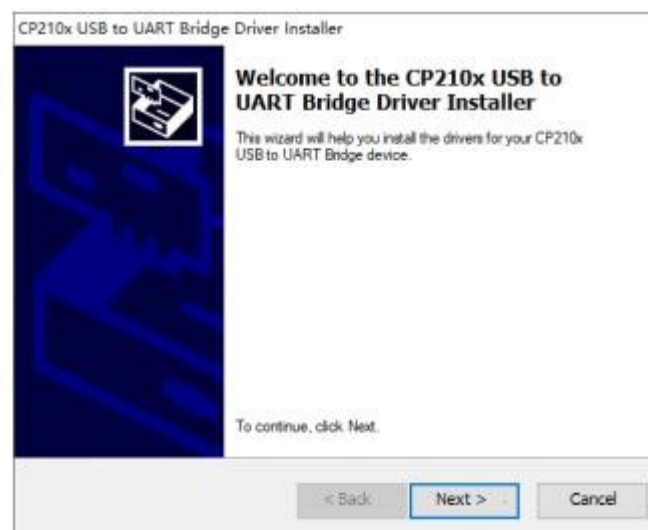 CP210x USB to UART Bridge Driver Installer
Welcome to the CP210x USB to
UART Bridge Driver Installer
This wizard will help you install the drivers for your CP210x
USB to UART Bridge device.
To continue, click Next.
< Back
Next >
Cancel